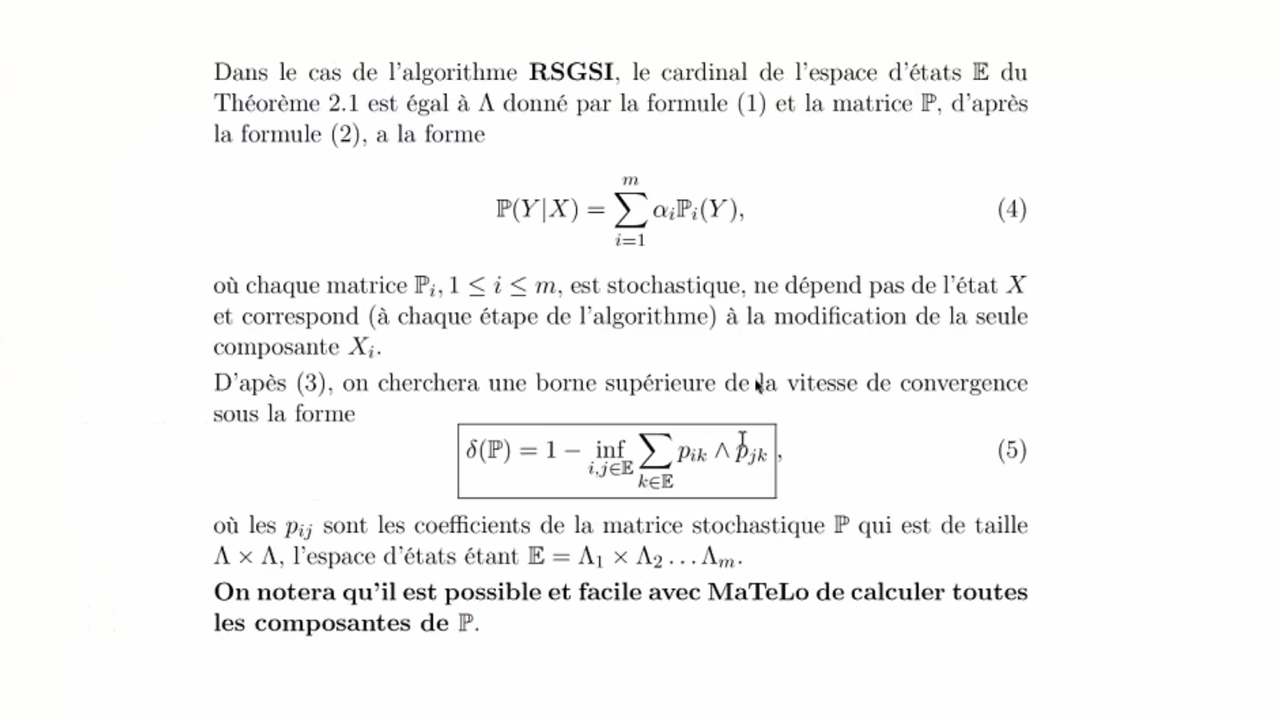 Dans le cas de l'algorithme RSGSI, le cardinal de l'espace d'états 𝔼 du
Théorème 2.1 est égal à Λ donné par la formule (1) et la matrice ℙ, d'après
la formule (2), a la forme
ℙ(Y|X) = ∑_{i=1}^{m} α_i ℙ_i(Y), (4)
où chaque matrice ℙ_i, 1 ≤ i ≤ m, est stochastique, ne dépend pas de l'état X
et correspond (à chaque étape de l'algorithme) à la modification de la seule
composante X_i.
D'apès (3), on cherchera une borne supérieure de la vitesse de convergence
sous la forme
δ(ℙ) = 1 − inf_{i,j∈𝔼} ∑_{k∈𝔼} p_{ik} ∧ p_{jk}, (5)
où les p_{ij} sont les coefficients de la matrice stochastique ℙ qui est de taille
Λ × Λ, l'espace d'états étant 𝔼 = Λ_1 × Λ_2 … Λ_m.
On notera qu'il est possible et facile avec MaTeLo de calculer toutes
les composantes de ℙ.